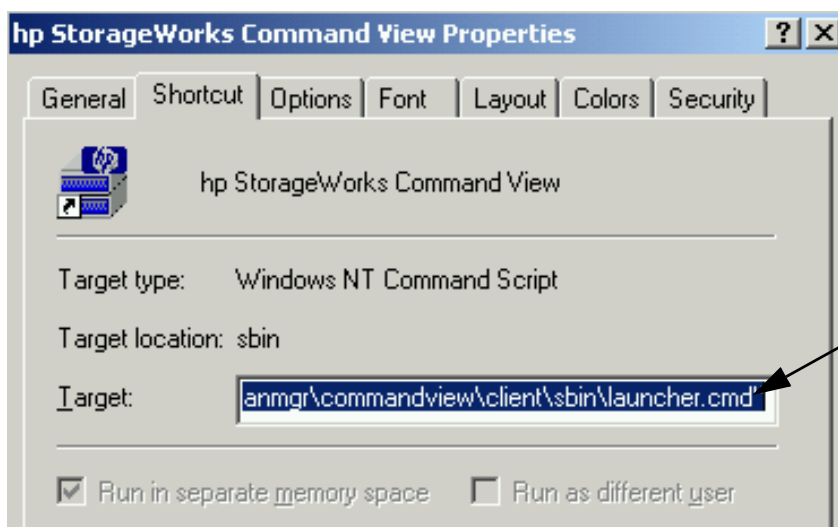 hp StorageWorks Command View Properties
General Shortcut Options Font Layout Colors Security
hp StorageWorks Command View
Target type: Windows NT Command Script
Target location: sbin
Target: anmgr\commandview\client\sbin\launcher.cmd"
Run in separate memory space Run as different user